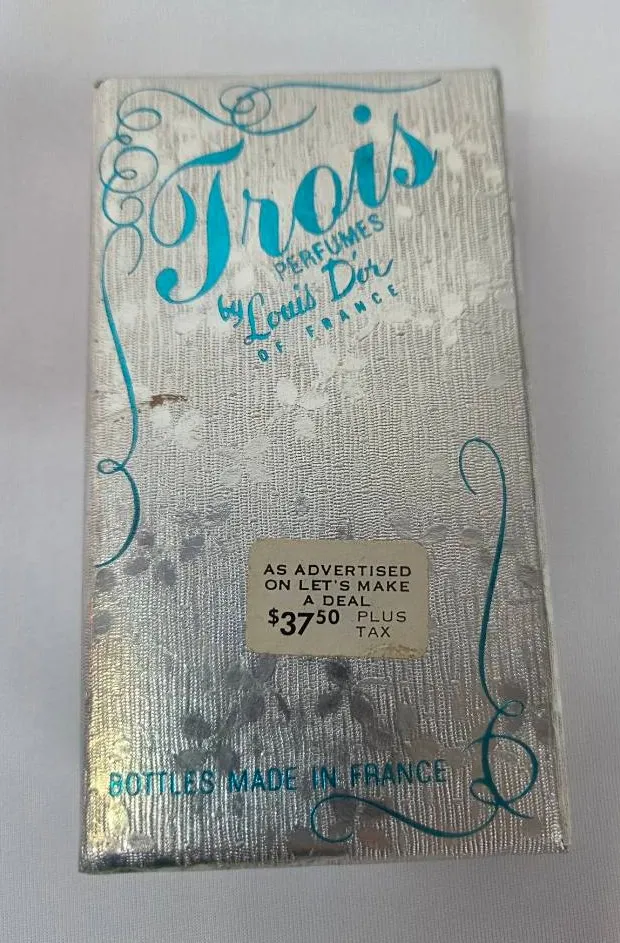 Trois
PERFUMES
by Louis D'or
OF FRANCE
AS ADVERTISED
ON LET'S MAKE
A DEAL
$37⁵⁰ PLUS
TAX
BOTTLES MADE IN FRANCE